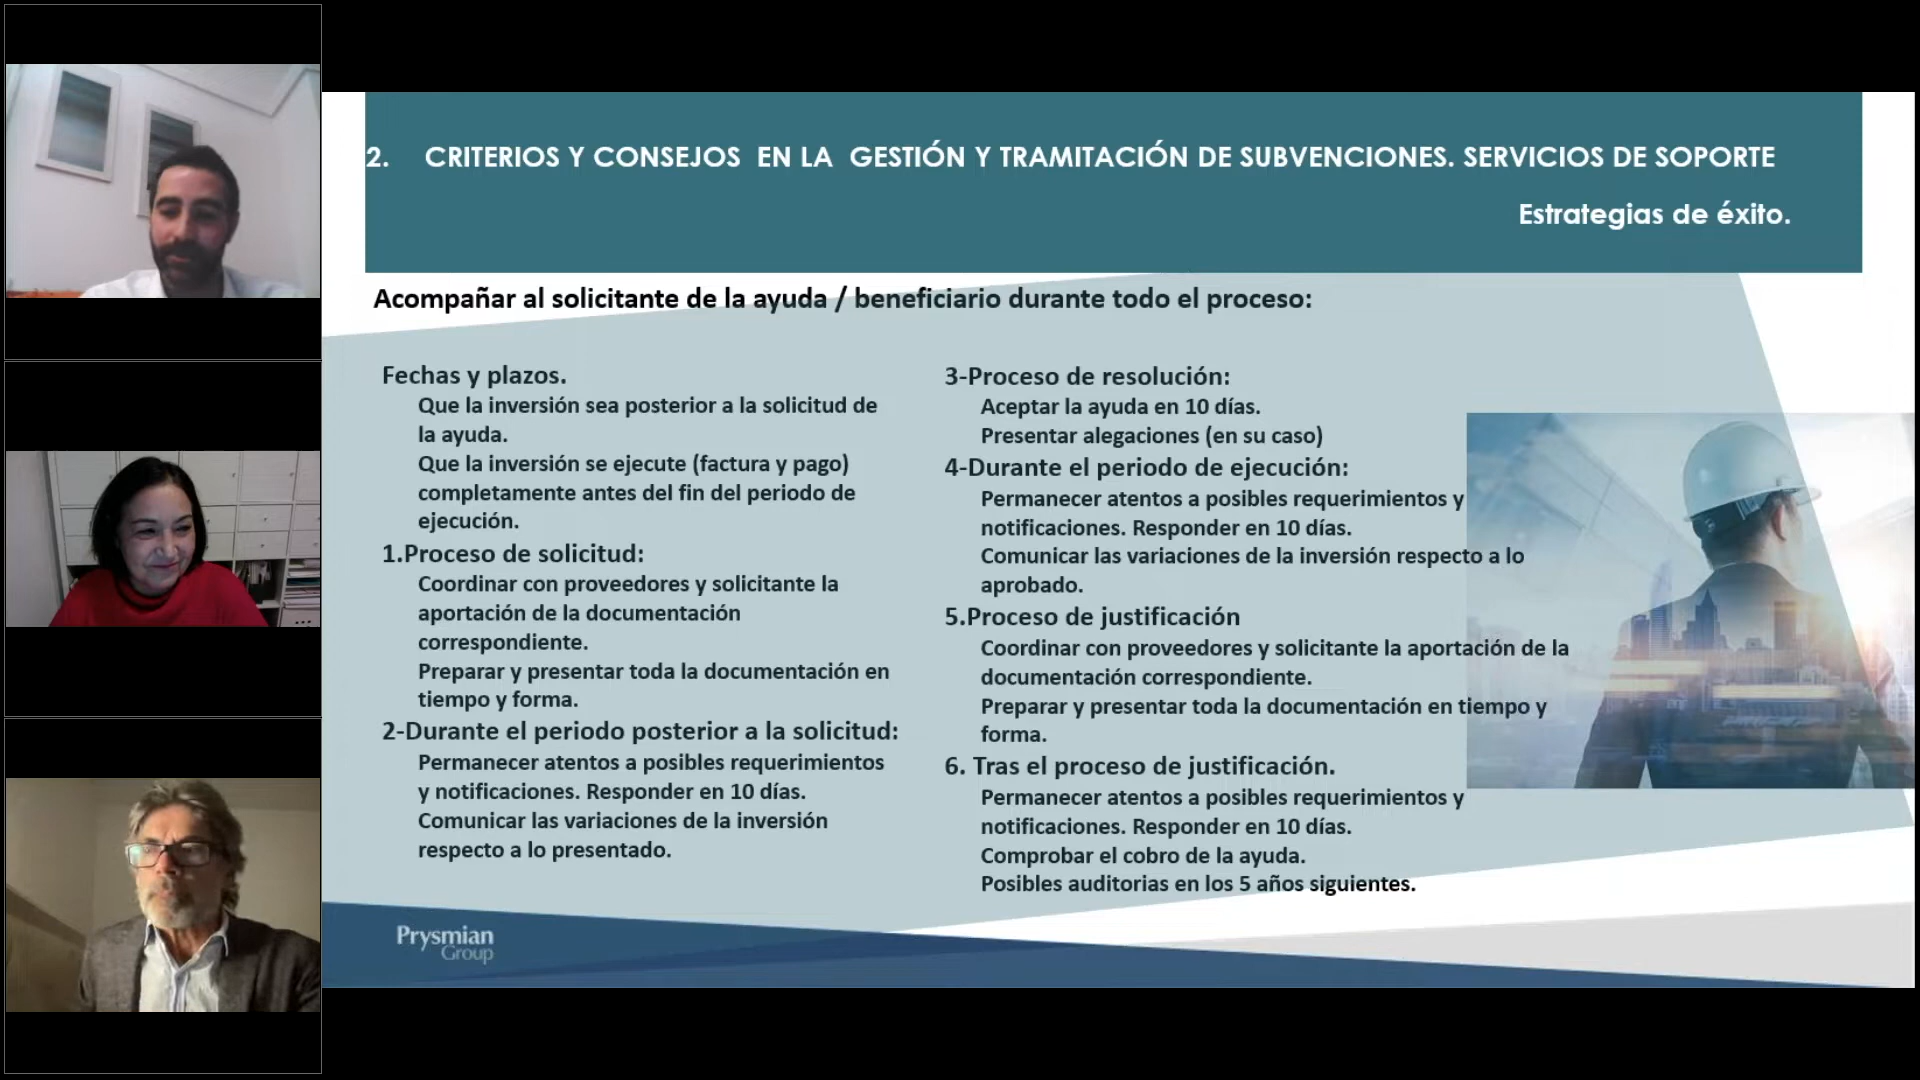 2. CRITERIOS Y CONSEJOS EN LA GESTIÓN Y TRAMITACIÓN DE SUBVENCIONES. SERVICIOS DE SOPORTE
Estrategias de éxito.
Acompañar al solicitante de la ayuda / beneficiario durante todo el proceso:
Fechas y plazos.
Que la inversión sea posterior a la solicitud de
la ayuda.
Que la inversión se ejecute (factura y pago)
completamente antes del fin del periodo de
ejecución.
1.Proceso de solicitud:
Coordinar con proveedores y solicitante la
aportación de la documentación
correspondiente.
Preparar y presentar toda la documentación en
tiempo y forma.
2-Durante el periodo posterior a la solicitud:
Permanecer atentos a posibles requerimientos
y notificaciones. Responder en 10 días.
Comunicar las variaciones de la inversión
respecto a lo presentado.
3-Proceso de resolución:
Aceptar la ayuda en 10 días.
Presentar alegaciones (en su caso)
4-Durante el periodo de ejecución:
Permanecer atentos a posibles requerimientos y
notificaciones. Responder en 10 días.
Comunicar las variaciones de la inversión respecto a lo
aprobado.
5.Proceso de justificación
Coordinar con proveedores y solicitante la aportación de la
documentación correspondiente.
Preparar y presentar toda la documentación en tiempo y
forma.
6. Tras el proceso de justificación.
Permanecer atentos a posibles requerimientos y
notificaciones. Responder en 10 días.
Comprobar el cobro de la ayuda.
Posibles auditorias en los 5 años siguientes.
Prysmian
Group